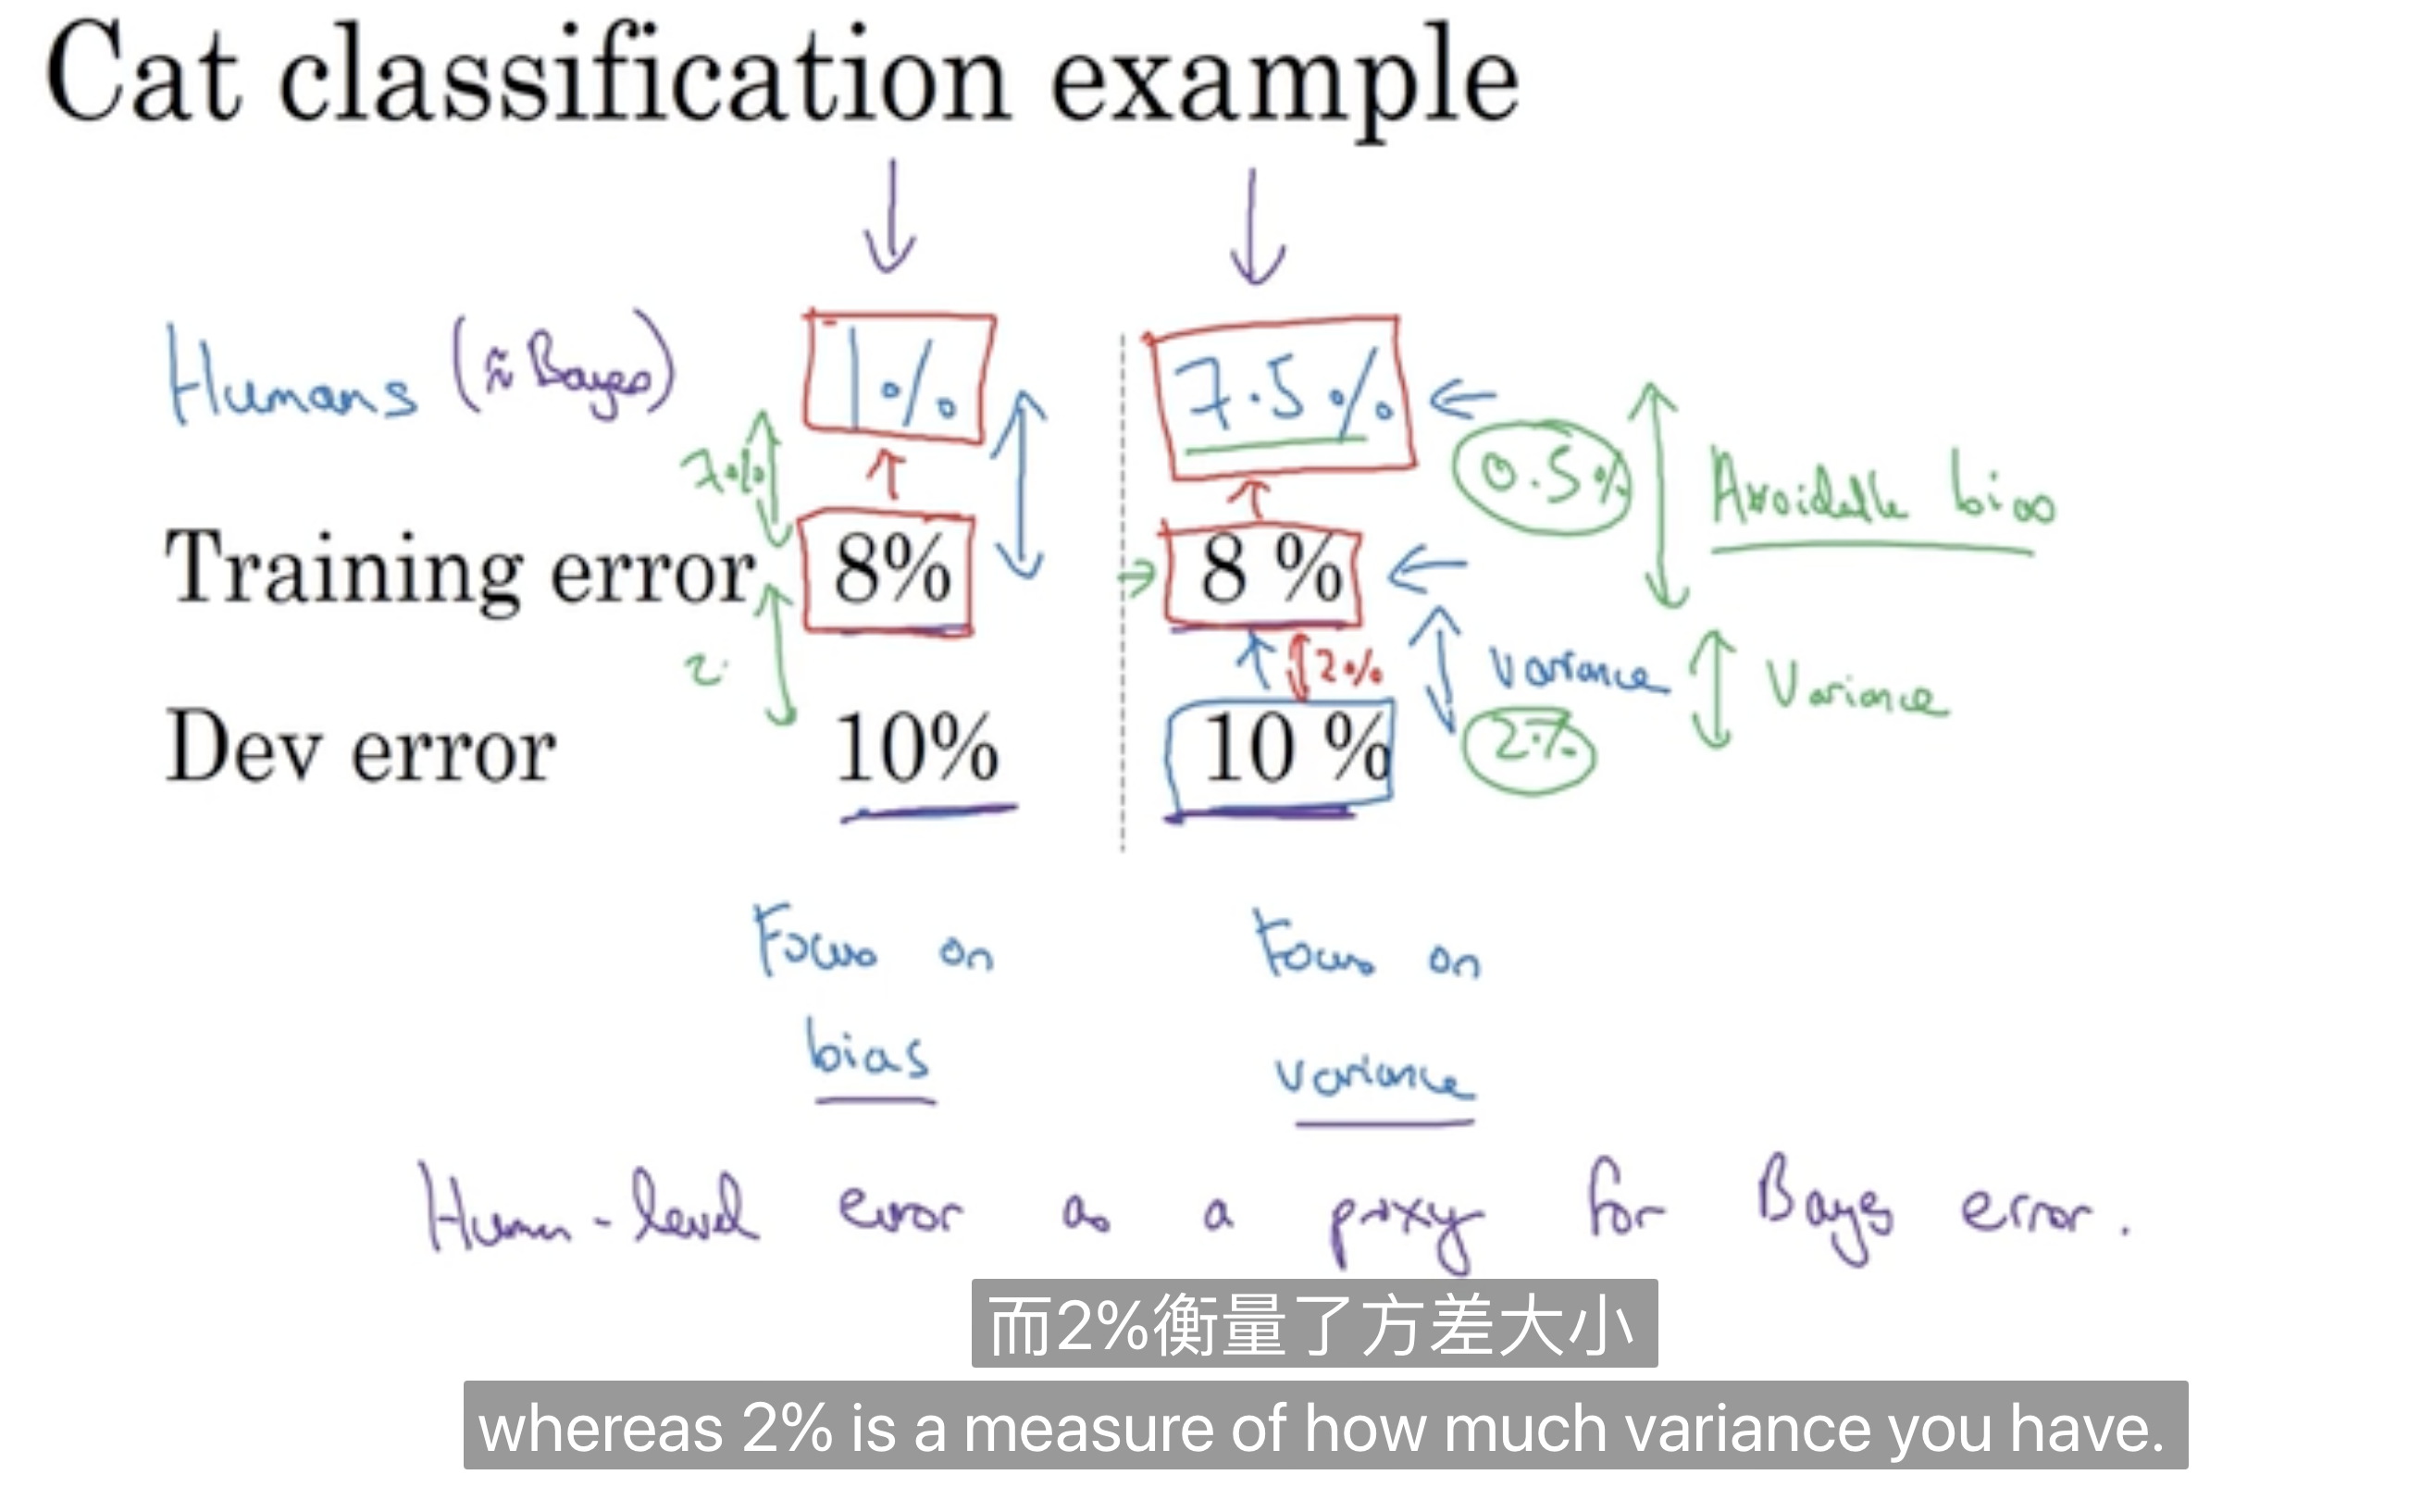 Cat classification example
Humans (≈ Bayes) 1% 7.5%
7% 0.5% Avoidable bias
Training error 8% 8 %
2 2% Variance Variance
Dev error 10% 10 % 2%
Focus on Focus on
bias variance
Human-level error as a proxy for Bayes error.
而2%衡量了方差大小
whereas 2% is a measure of how much variance you have.